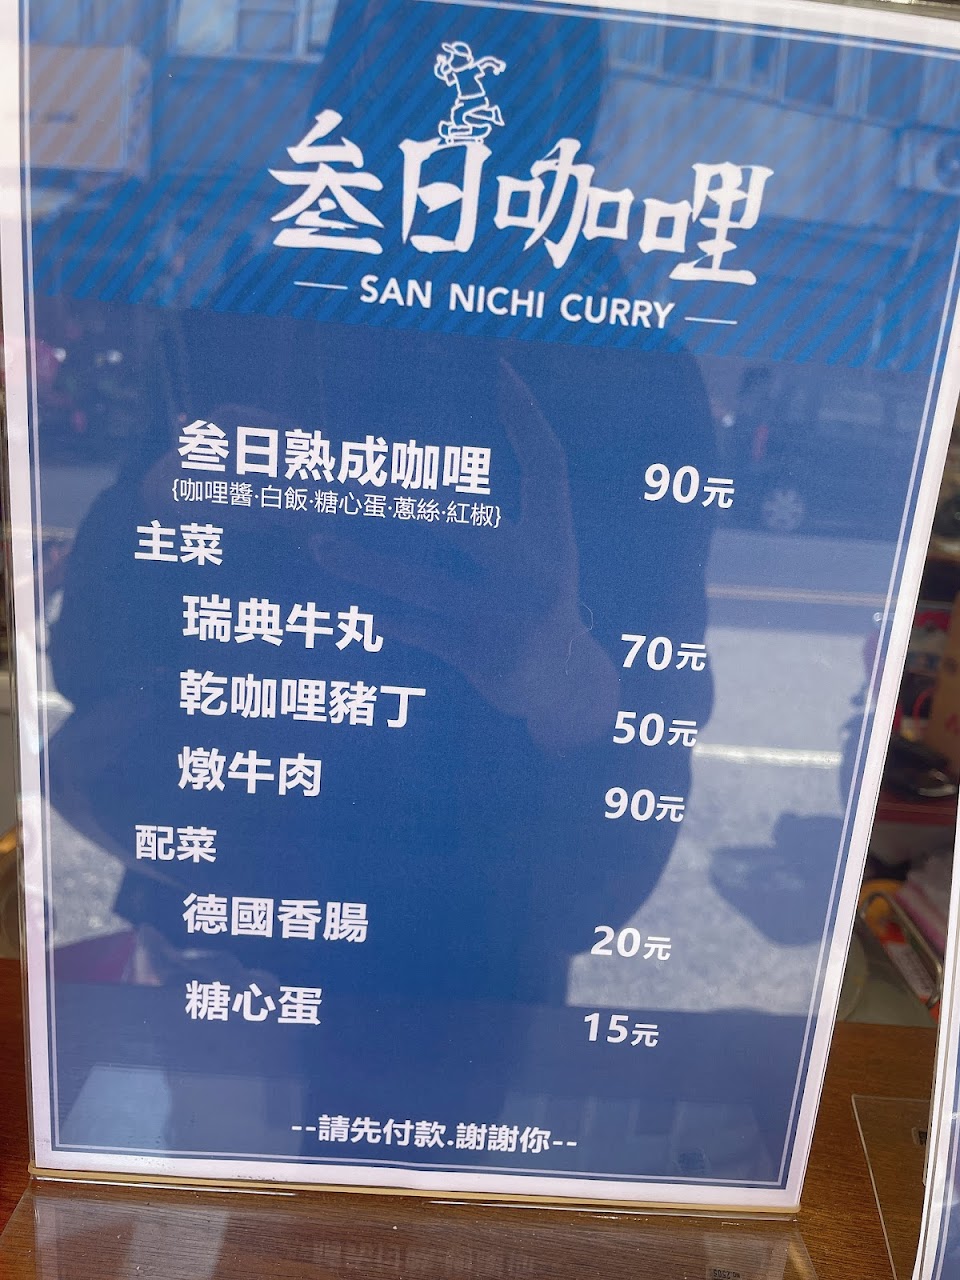 叁日咖哩
SAN NICHI CURRY
叁日熟成咖哩 90元
{咖哩醬·白飯·糖心蛋·蔥絲·紅椒}
主菜
瑞典牛丸 70元
乾咖哩豬丁 50元
燉牛肉 90元
配菜
德國香腸 20元
糖心蛋 15元
--請先付款.謝謝你--